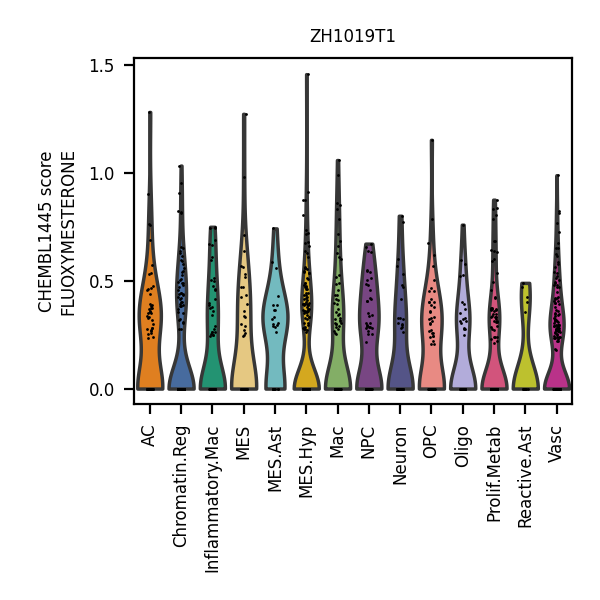 ZH1019T1
CHEMBL1445 score
FLUOXYMESTERONE
1.5
1.0
0.5
0.0
AC
Chromatin.Reg
Inflammatory.Mac
MES
MES.Ast
MES.Hyp
Mac
NPC
Neuron
OPC
Oligo
Prolif.Metab
Reactive.Ast
Vasc